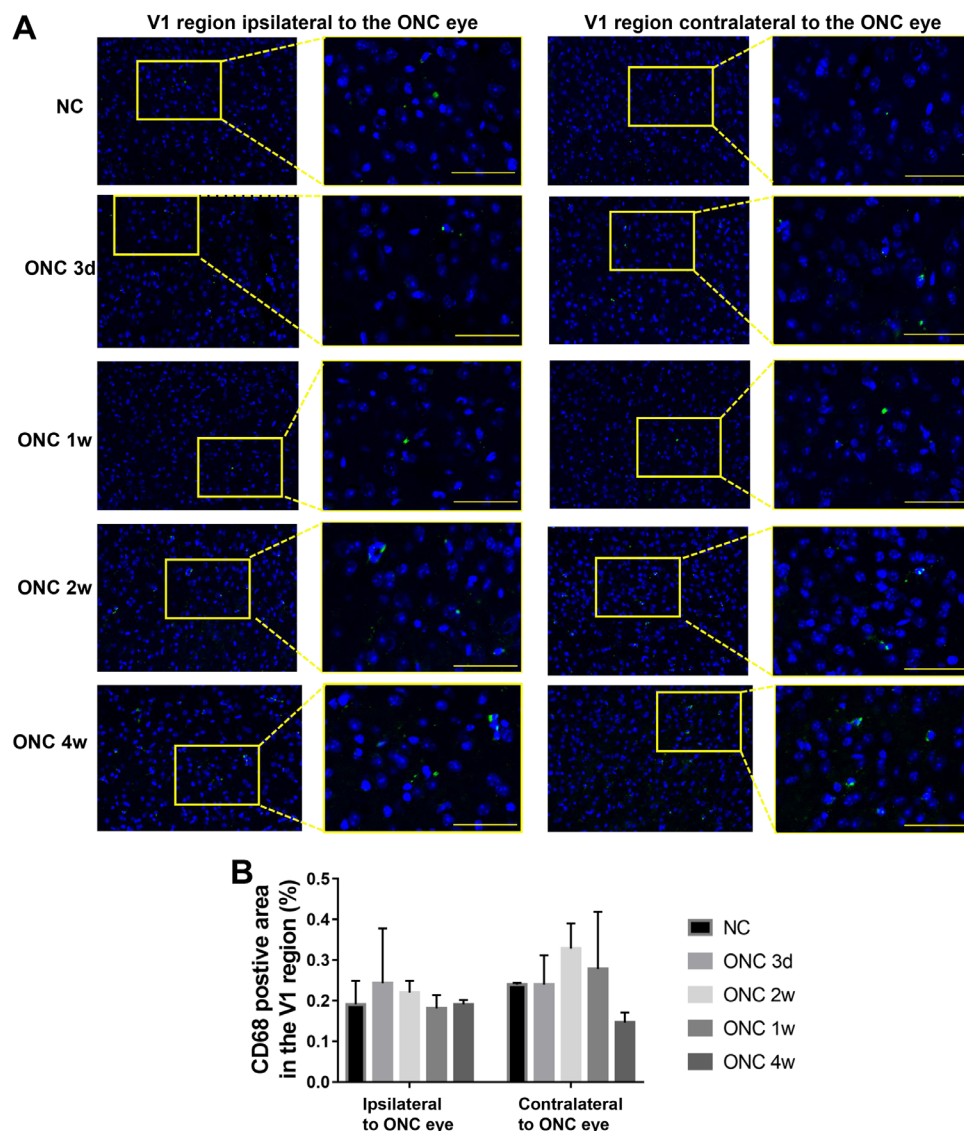 A
V1 region ipsilateral to the ONC eye
V1 region contralateral to the ONC eye
NC
ONC 3d
ONC 1w
ONC 2w
ONC 4w
B
CD68 postive area
in the V1 region (%)
0.5
0.4
0.3
0.2
0.1
0.0
Ipsilateral
to ONC eye
Contralateral
to ONC eye
NC
ONC 3d
ONC 2w
ONC 1w
ONC 4w